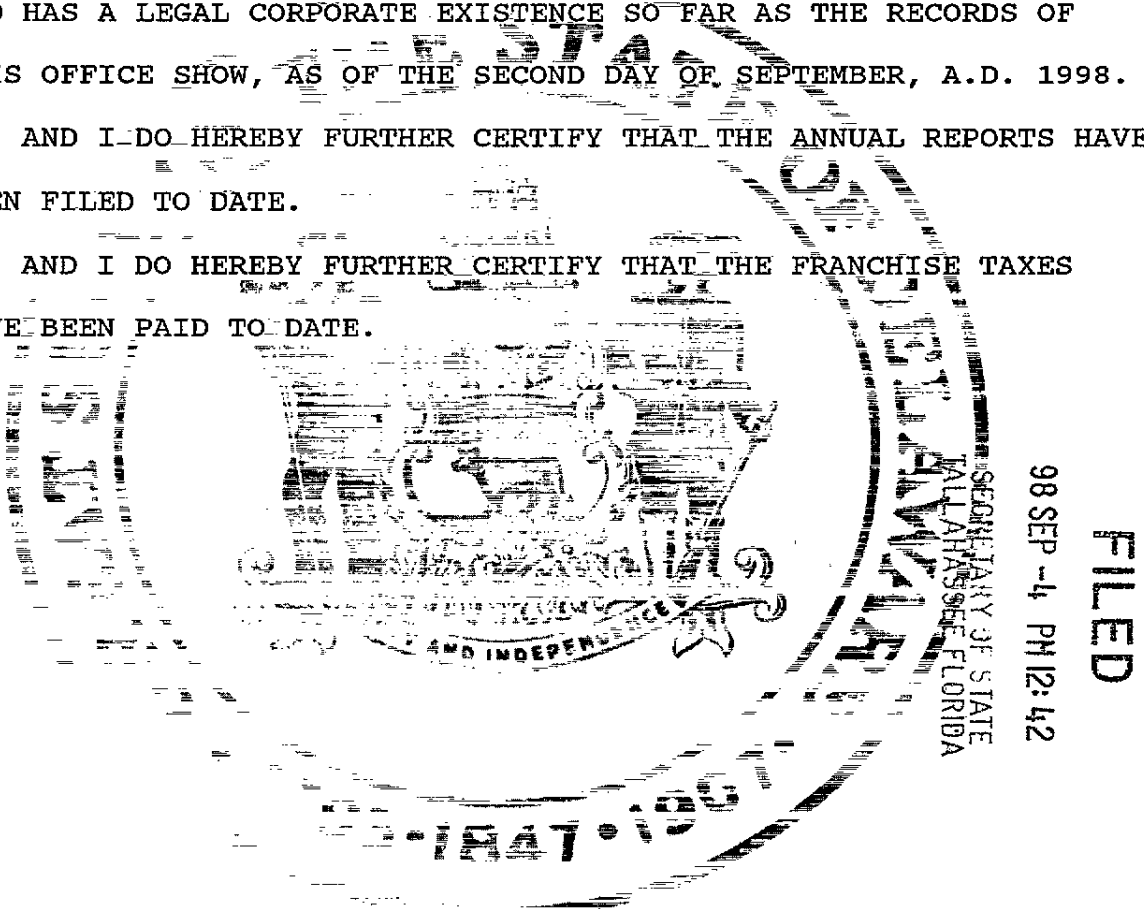 HAS A LEGAL CORPORATE EXISTENCE SO FAR AS THE RECORDS OF
OFFICE SHOW, AS OF THE SECOND DAY OF SEPTEMBER, A.D. 1998.
AND I DO HEREBY FURTHER CERTIFY THAT THE ANNUAL REPORTS HAVE
FILED TO DATE.
AND I DO HEREBY FURTHER CERTIFY THAT THE FRANCHISE TAXES
BEEN PAID TO DATE.
AND INDEPENDENCE
FILED
98 SEP -4 PM 12:42
SECRETARY OF STATE
TALLAHASSEE FLORIDA